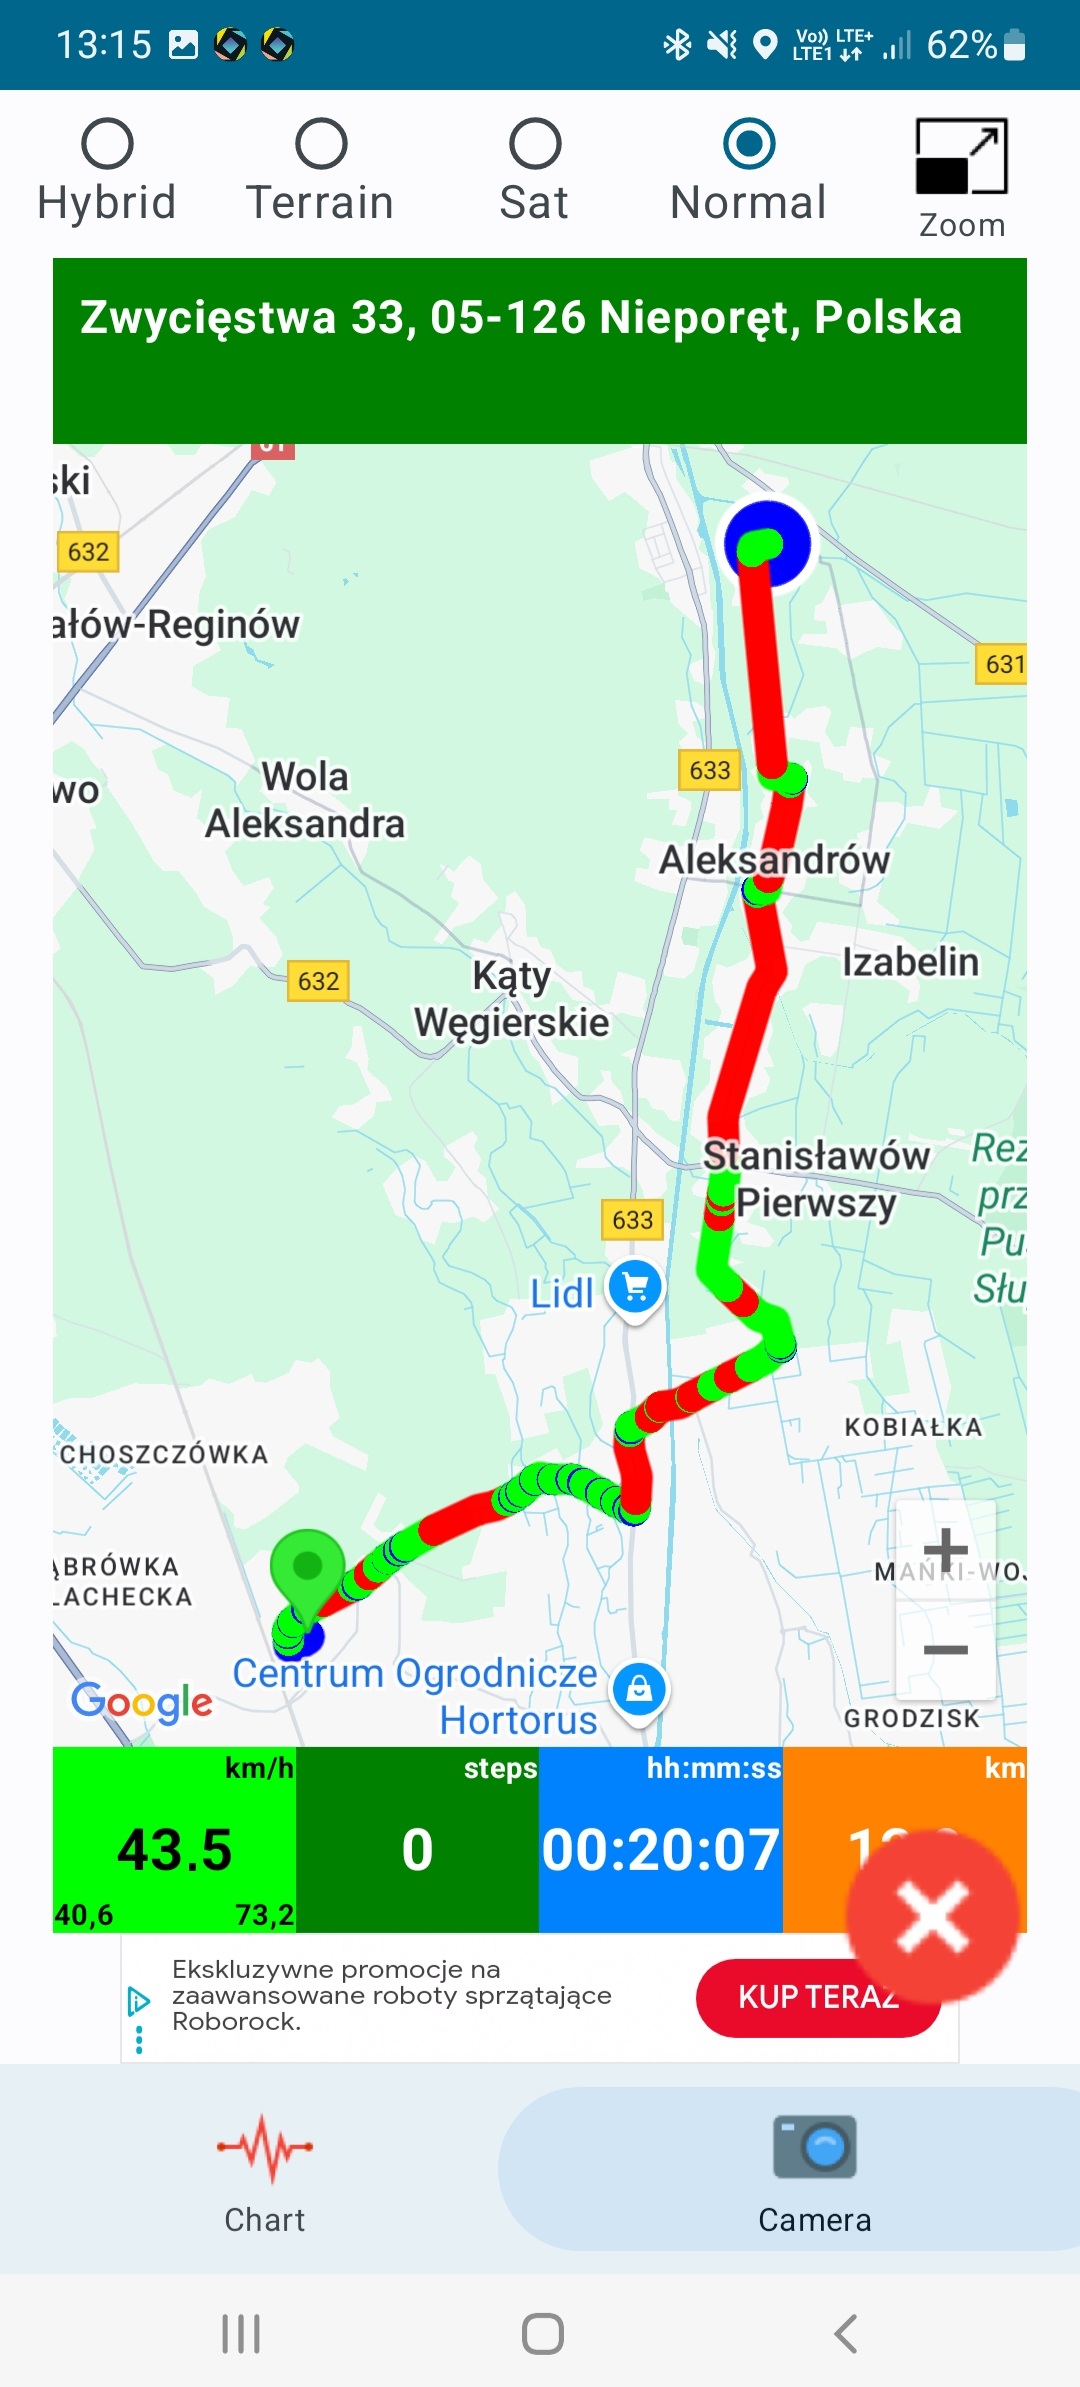 13:15
Vo)) LTE+
LTE1
62%
Hybrid
Terrain
Sat
Normal
Zoom
Zwycięstwa 33, 05-126 Nieporęt, Polska
ski
632
631
ałów-Reginów
633
wo
Wola
Aleksandra
Aleksandrów
Izabelin
632
Kąty
Węgierskie
Stanisławów
Pierwszy
Rez
prz
Pu
Słu
633
Lidl
KOBIAŁKA
CHOSZCZÓWKA
ĄBRÓWKA
LACHECKA
MAŃKI-WOJ
Centrum Ogrodnicze
Hortorus
Google
GRODZISK
km/h
43.5
40,6
73,2
steps
0
hh:mm:ss
00:20:07
km
Ekskluzywne promocje na
zaawansowane roboty sprzątające
Roborock.
KUP TERAZ
Chart
Camera